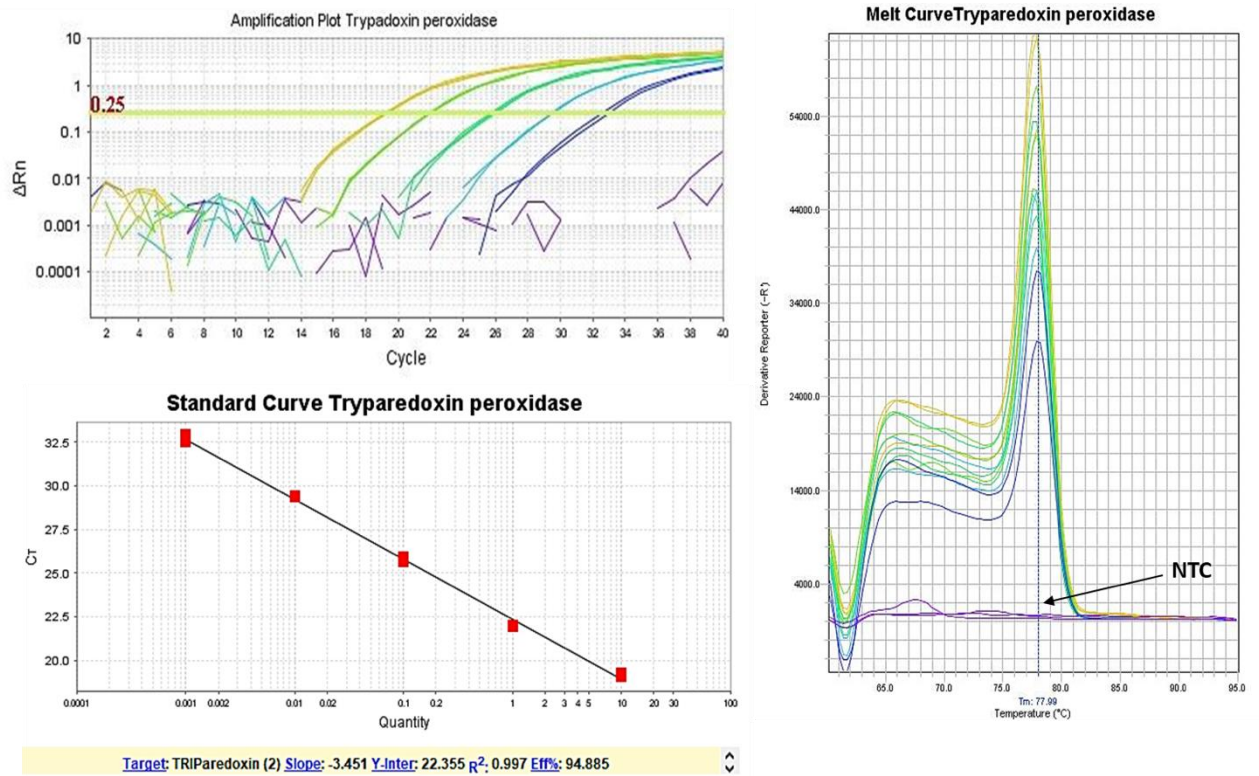 Amplification Plot Trypadoxin peroxidase
10
1
0.25
0.1
0.01
0.001
0.0001
ΔRn
2 4 6 8 10 12 14 16 18 20 22 24 26 28 30 32 34 36 38 40
Cycle
Standard Curve Tryparedoxin peroxidase
32.5
30.0
27.5
25.0
22.5
20.0
Cт
0.0001 0.001 0.002 0.01 0.02 0.1 0.2 1 2 3 4 5 10 20 30 100
Quantity
Target: TRIParedoxin (2) Slope: -3.451 Y-Inter: 22.355 R²: 0.997 Eff%: 94.885
Melt CurveTryparedoxin peroxidase
54000.0
44000.0
34000.0
24000.0
14000.0
4000.0
Derivative Reporter (-R')
NTC
65.0 70.0 75.0 80.0 85.0 90.0 95.0
Tm: 77.99
Temperature (°C)